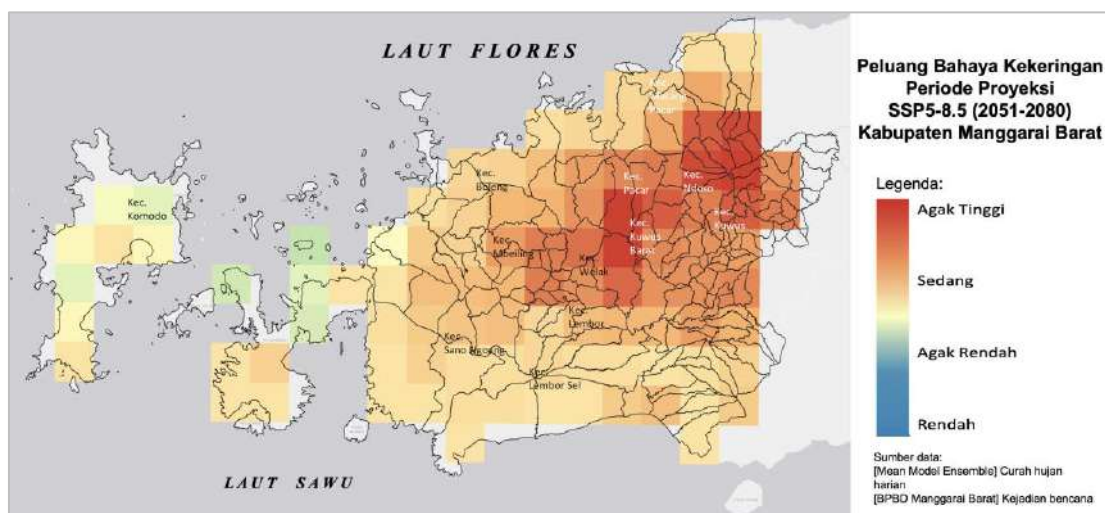 LAUT FLORES
Peluang Bahaya Kekeringan
Periode Proyeksi
SSP5-8.5 (2051-2080)
Kabupaten Manggarai Barat
Legenda:
Agak Tinggi
Sedang
Agak Rendah
Rendah
Sumber data:
[Mean Model Ensemble] Curah hujan
harian
[BPBD Manggarai Barat] Kejadian bencana
Pacar
Kec.
Boleng
Kec.
Pacar
Kec.
Ndoso
Kec.
Komodo
Kec.
Kuwus
Kec.
Kuwus
Barat
Kec.
Mbeliling
Kec.
Welak
Kec.
Lembor
Kec.
Sano Nggoang
Kec.
Lembor Sel
LAUT SAWU